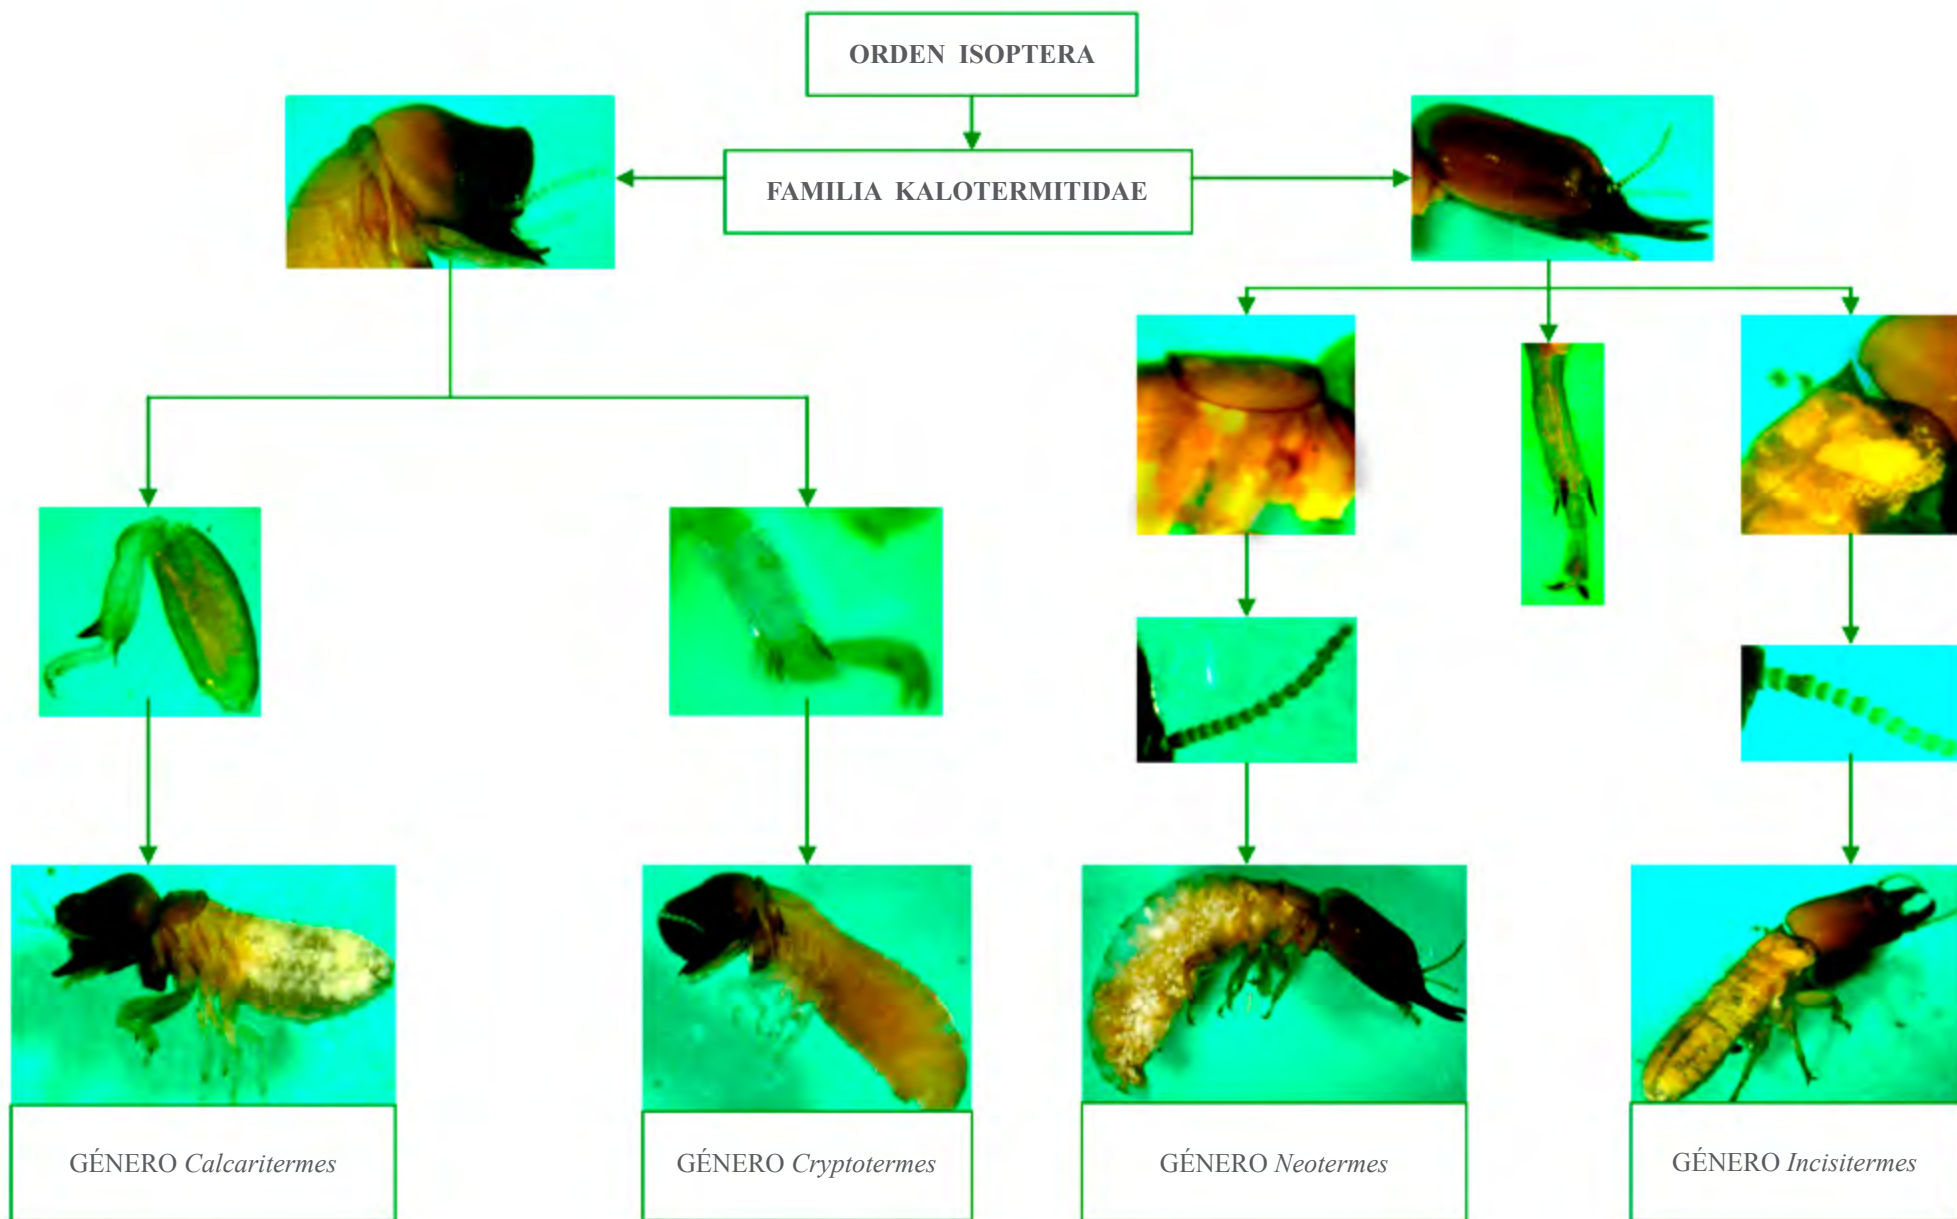 ORDEN ISOPTERA
FAMILIA KALOTERMITIDAE
GÉNERO Calcaritermes
GÉNERO Cryptotermes
GÉNERO Neotermes
GÉNERO Incisitermes